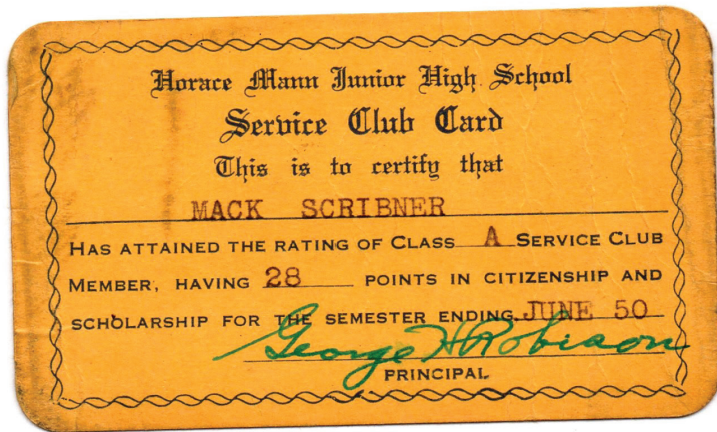 Horace Mann Junior High School
Service Club Card
This is to certify that
MACK SCRIBNER
HAS ATTAINED THE RATING OF CLASS A SERVICE CLUB
MEMBER, HAVING 28 POINTS IN CITIZENSHIP AND
SCHOLARSHIP FOR THE SEMESTER ENDING JUNE 50
George H Robison
PRINCIPAL